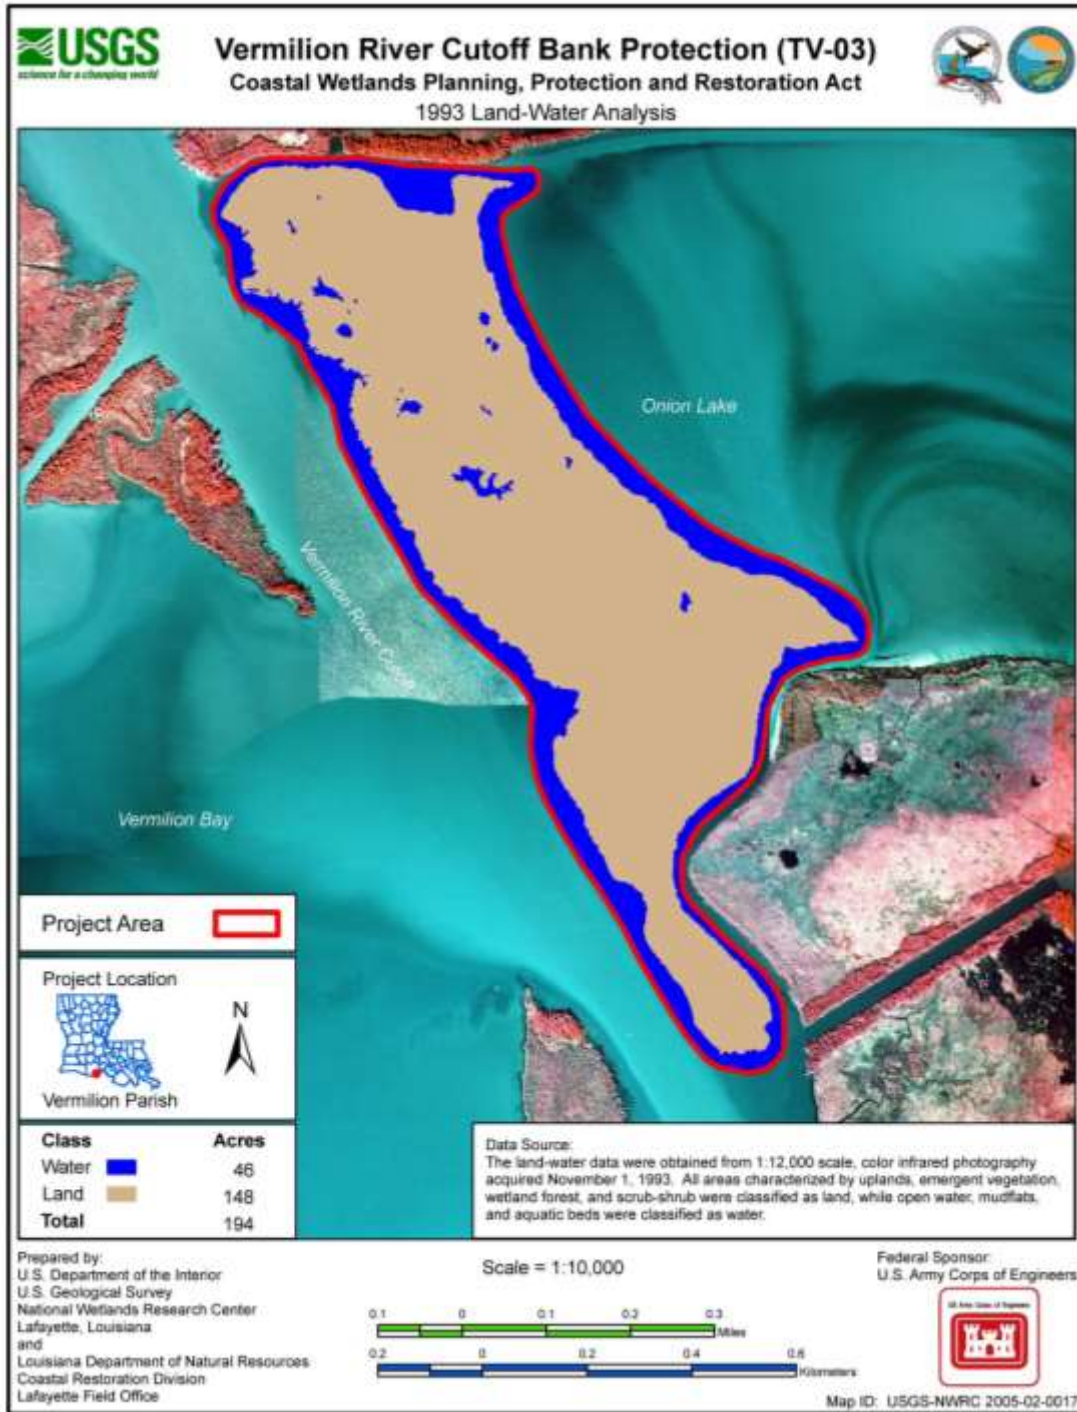 USGS
science for a changing world
Vermilion River Cutoff Bank Protection (TV-03)
Coastal Wetlands Planning, Protection and Restoration Act
1993 Land-Water Analysis
Onion Lake
Vermilion River Cutoff
Vermilion Bay
Project Area
Project Location
N
Vermilion Parish
Class Acres
Water 46
Land 148
Total 194
Data Source:
The land-water data were obtained from 1:12,000 scale, color infrared photography
acquired November 1, 1993. All areas characterized by uplands, emergent vegetation,
wetland forest, and scrub-shrub were classified as land, while open water, mudflats,
and aquatic beds were classified as water.
Prepared by:
U.S. Department of the Interior
U.S. Geological Survey
National Wetlands Research Center
Lafayette, Louisiana
and
Louisiana Department of Natural Resources
Coastal Restoration Division
Lafayette Field Office
Scale = 1:10,000
0.1 0 0.1 0.2 0.3
Miles
0.2 0 0.2 0.4 0.6
Kilometers
Federal Sponsor:
U.S. Army Corps of Engineers
US Army Corps of Engineers
Map ID: USGS-NWRC 2005-02-0017